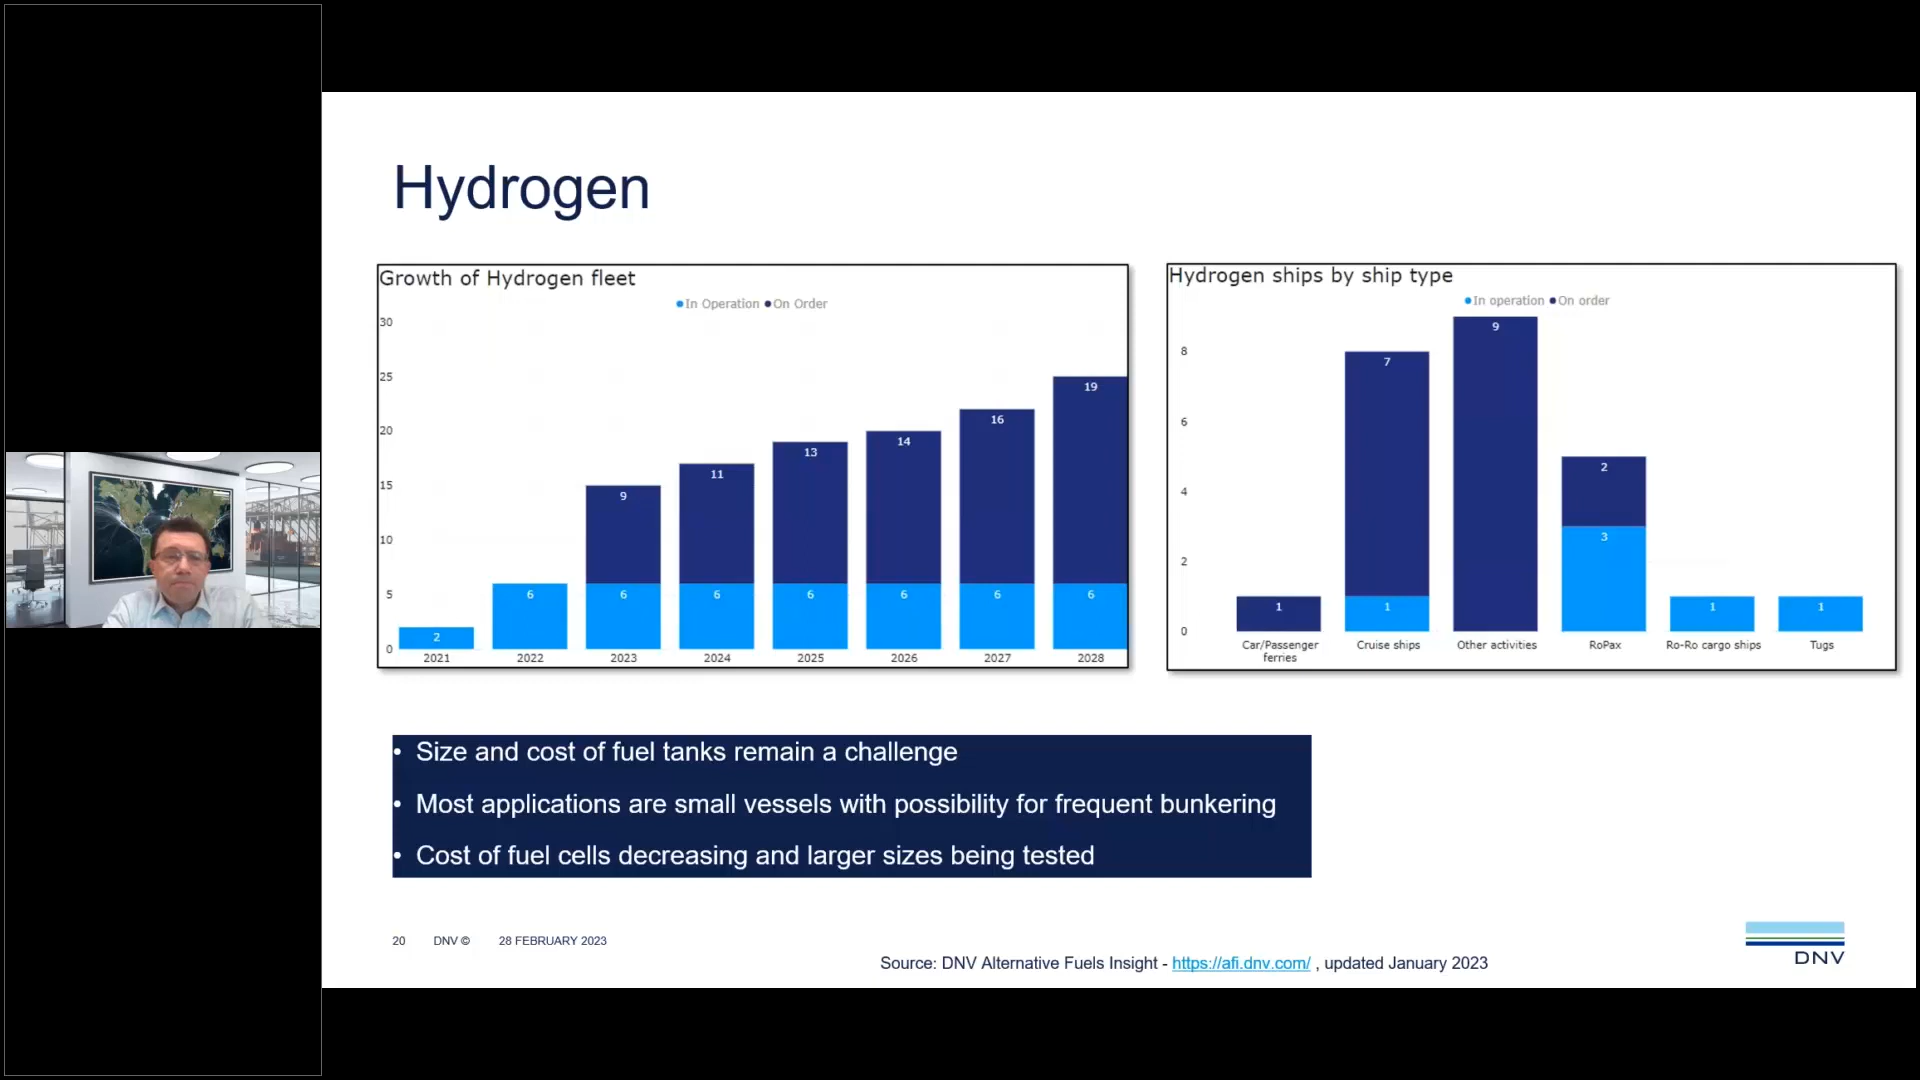 Hydrogen
Growth of Hydrogen fleet
In Operation On Order
30
25
20
15
10
5
0
2
6
9
6
11
6
13
6
14
6
16
6
19
6
2021 2022 2023 2024 2025 2026 2027 2028
Hydrogen ships by ship type
In operation On order
8
6
4
2
0
1
7
1
9
2
3
1
1
Car/Passenger
ferries
Cruise ships
Other activities
RoPax
Ro-Ro cargo ships
Tugs
• Size and cost of fuel tanks remain a challenge
• Most applications are small vessels with possibility for frequent bunkering
• Cost of fuel cells decreasing and larger sizes being tested
20 DNV © 28 FEBRUARY 2023
Source: DNV Alternative Fuels Insight - https://afi.dnv.com/ , updated January 2023
DNV